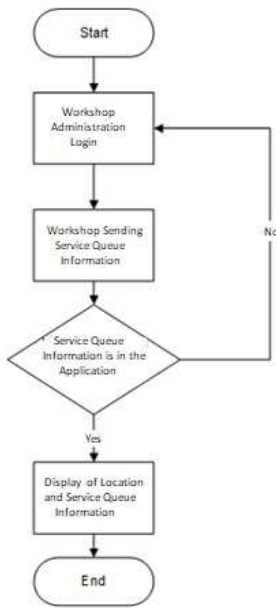 Start
Workshop
Administration
Login
Workshop Sending
Service Queue
Information
No
Service Queue
Information is in the
Application
Yes
Display of Location
and Service Queue
Information
End